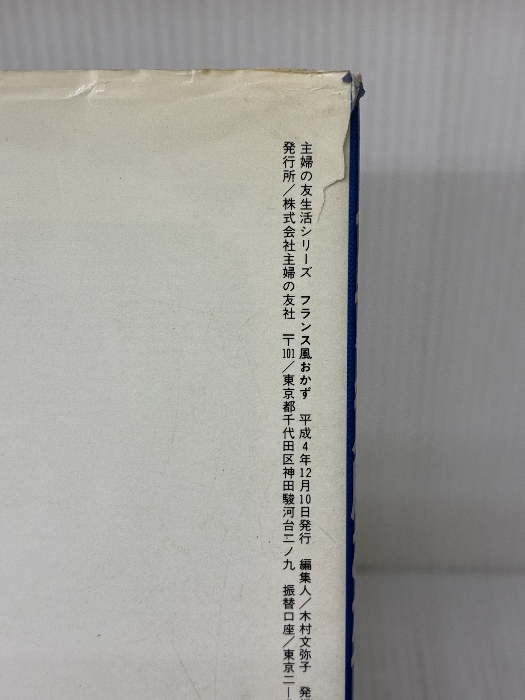 主婦の友生活シリーズ フランス風おかず 平成4年12月10日発行 編集人/木村文弥子 発
発行所/株式会社主婦の友社 〒101/東京都千代田区神田駿河台二ノ九 振替口座/東京二ー